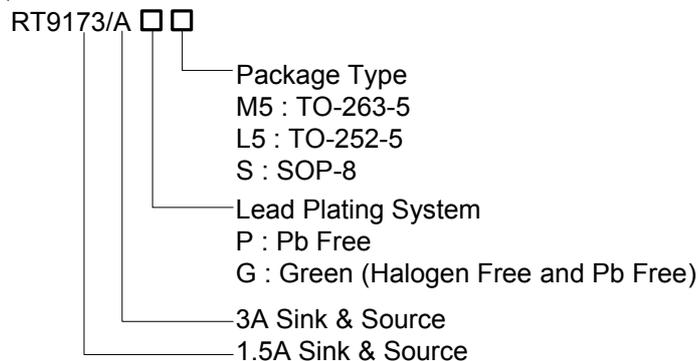 RT9173/A □ □
Package Type
M5 : TO-263-5
L5 : TO-252-5
S : SOP-8
Lead Plating System
P : Pb Free
G : Green (Halogen Free and Pb Free)
3A Sink & Source
1.5A Sink & Source